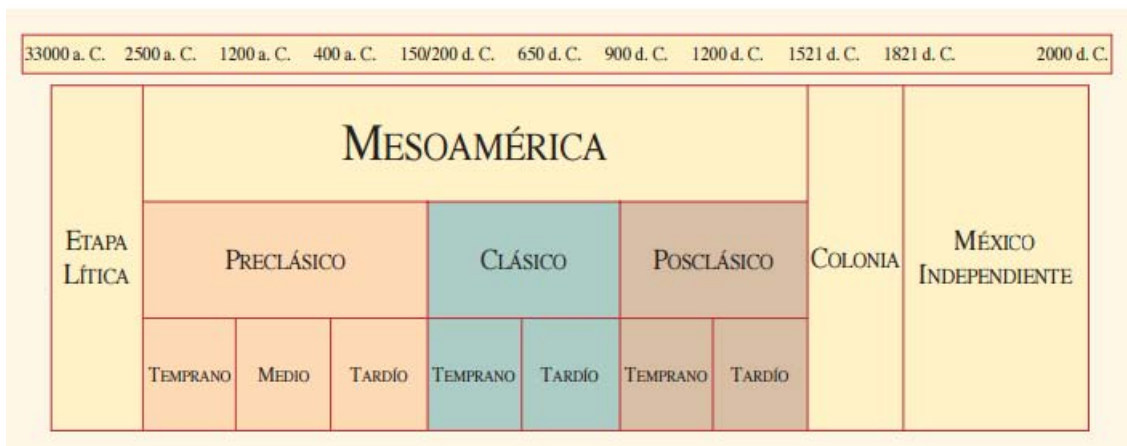 33000 a. C. 2500 a. C. 1200 a. C. 400 a. C. 150/200 d. C. 650 d. C. 900 d. C. 1200 d. C. 1521 d. C. 1821 d. C. 2000 d. C.
MESOAMÉRICA
ETAPA
LÍTICA
PRECLÁSICO
CLÁSICO
POSCLÁSICO
COLONIA
MÉXICO
INDEPENDIENTE
TEMPRANO MEDIO TARDÍO TEMPRANO TARDÍO TEMPRANO TARDÍO